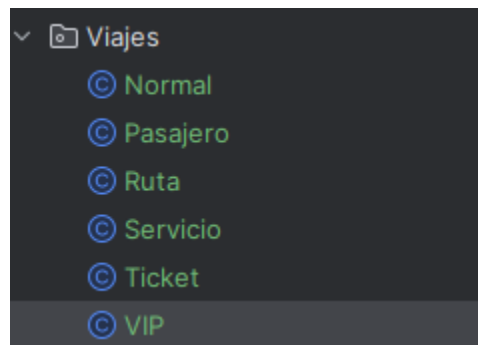 Viajes
Normal
Pasajero
Ruta
Servicio
Ticket
VIP